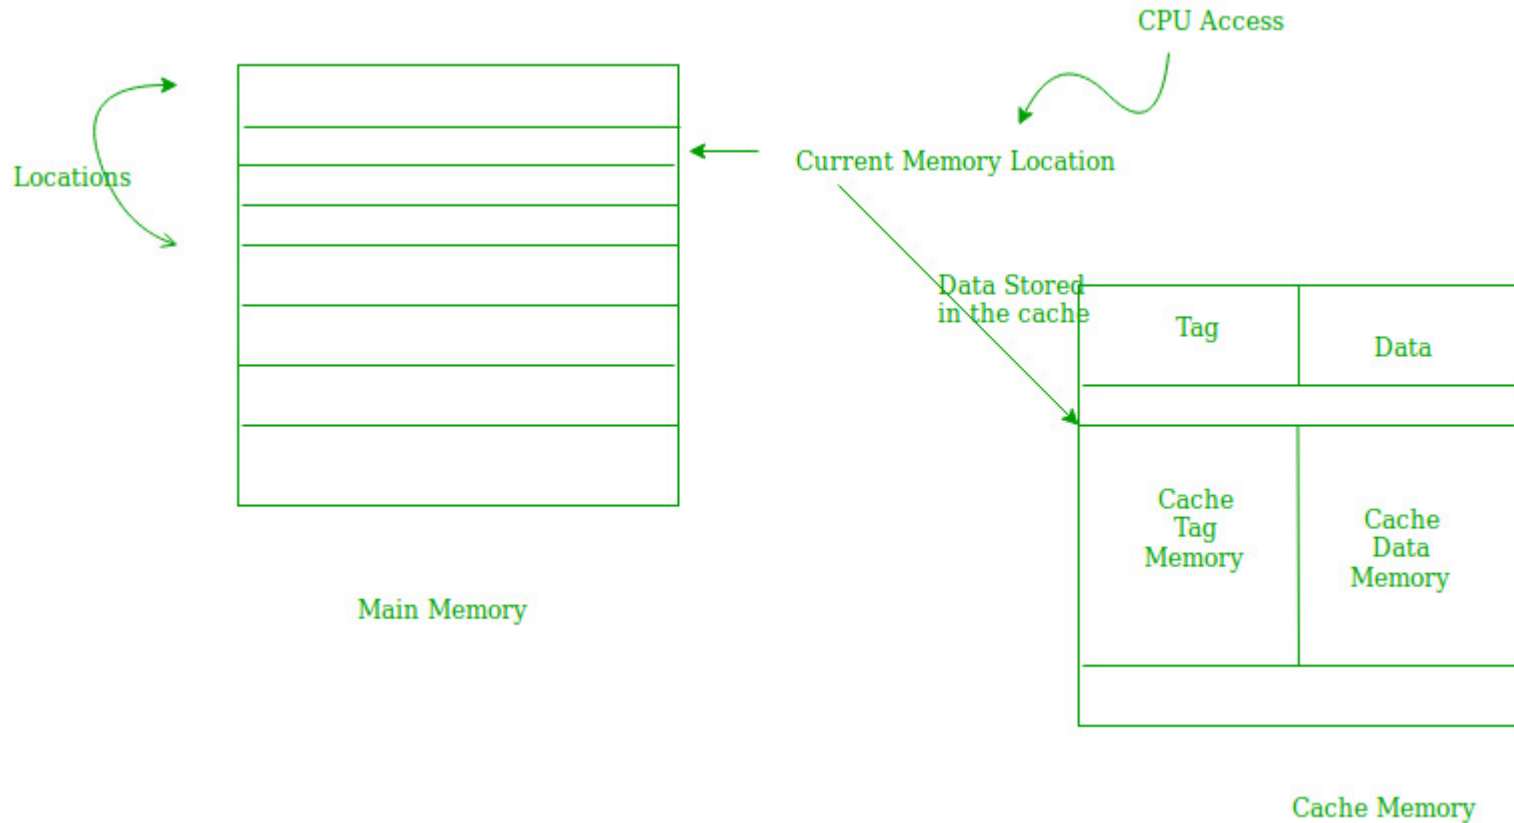 CPU Access
Locations
Current Memory Location
Data Stored
in the cache
Tag
Data
Cache
Tag
Memory
Cache
Data
Memory
Main Memory
Cache Memory